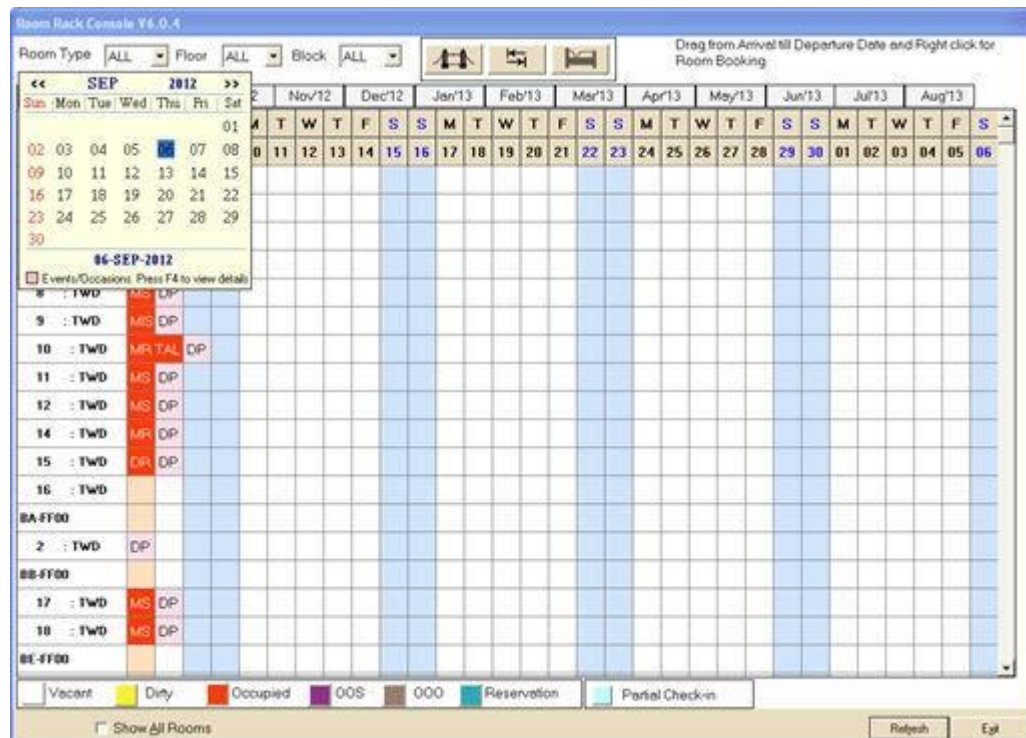 Room Rack Console V6.0.4
Room Type ALL Floor ALL Block ALL
Drag from Arrival till Departure Date and Right click for
Room Booking
<< SEP 2012 >>
2 Nov'12 Dec'12 Jan'13 Feb'13 Mar'13 Apr'13 May'13 Jun'13 Jul'13 Aug'13
Sun Mon Tue Wed Thu Fri Sat
M T W T F S S M T W T F S S M T W T F S S M T W T F S
01
0 11 12 13 14 15 16 17 18 19 20 21 22 23 24 25 26 27 28 29 30 01 02 03 04 05 06
02 03 04 05 06 07 08
09 10 11 12 13 14 15
16 17 18 19 20 21 22
23 24 25 26 27 28 29
30
06-SEP-2012
Events/Occasions. Press F4 to view details
8 : TWD MS DP
9 : TWD MIS DP
10 : TWD MR TAL DP
11 : TWD MS DP
12 : TWD MS DP
14 : TWD MR DP
15 : TWD DR DP
16 : TWD
BA-FF00
2 : TWD DP
BB-FF00
17 : TWD MS DP
18 : TWD MS DP
BE-FF00
Vacant Dirty Occupied OOS OOO Reservation Partial Check-in
Show All Rooms Refresh Exit